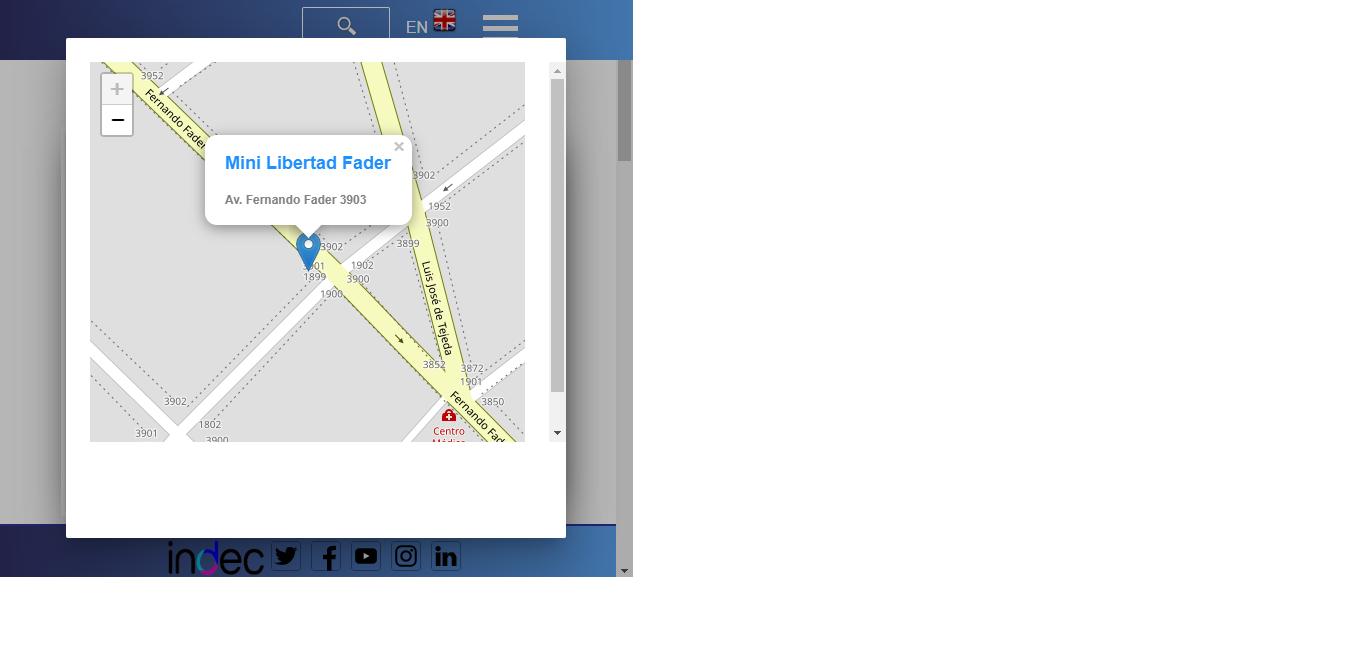 EN
3952
+
−
Fernando Fader
Mini Libertad Fader
×
Av. Fernando Fader 3903
3902
1952
3900
3899
3902
3901
1902
1899
3900
1900
Luis José de Tejeda
3852
3872
1901
3850
Fernando Fad
3902
1802
3901
3900
Centro
Médico
indec